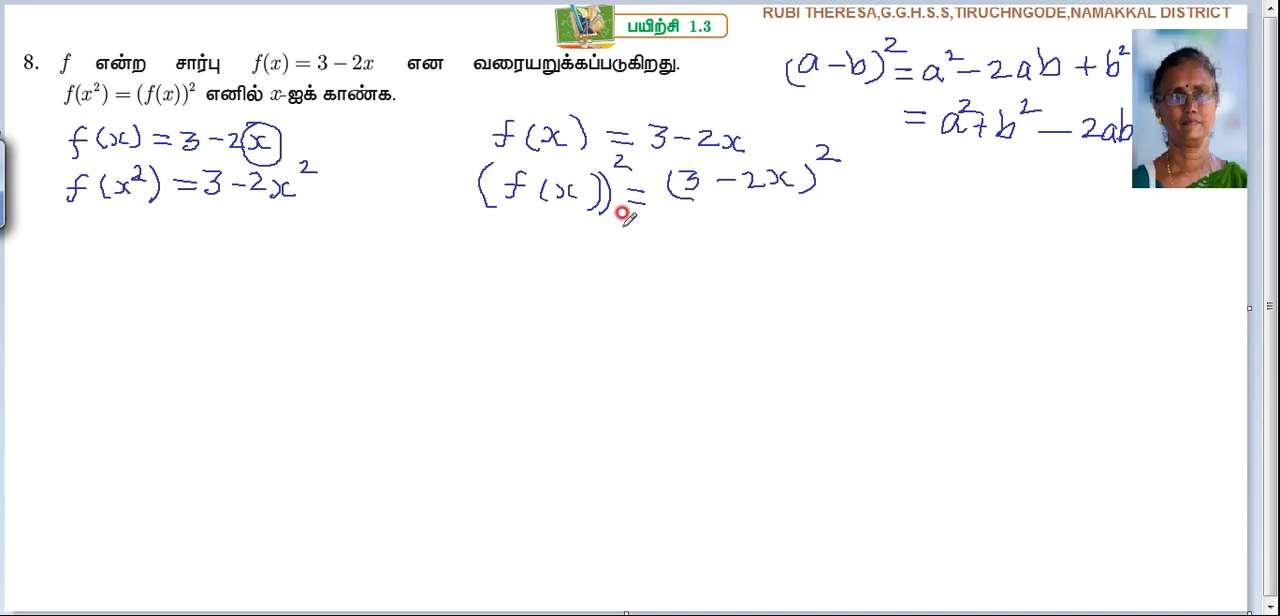 RUBI THERESA,G.G.H.S.S,TIRUCHNGODE,NAMAKKAL DISTRICT
பயிற்சி 1.3
8. f என்ற சார்பு f(x) = 3 − 2x என வரையறுக்கப்படுகிறது.
f(x²) = (f(x))² எனில் x-ஐக் காண்க.
(a-b)² = a² - 2ab + b²
= a² + b² - 2ab
f(x) = 3 - 2x
f(x²) = 3 - 2x²
f(x) = 3 - 2x
(f(x))² = (3 - 2x)²